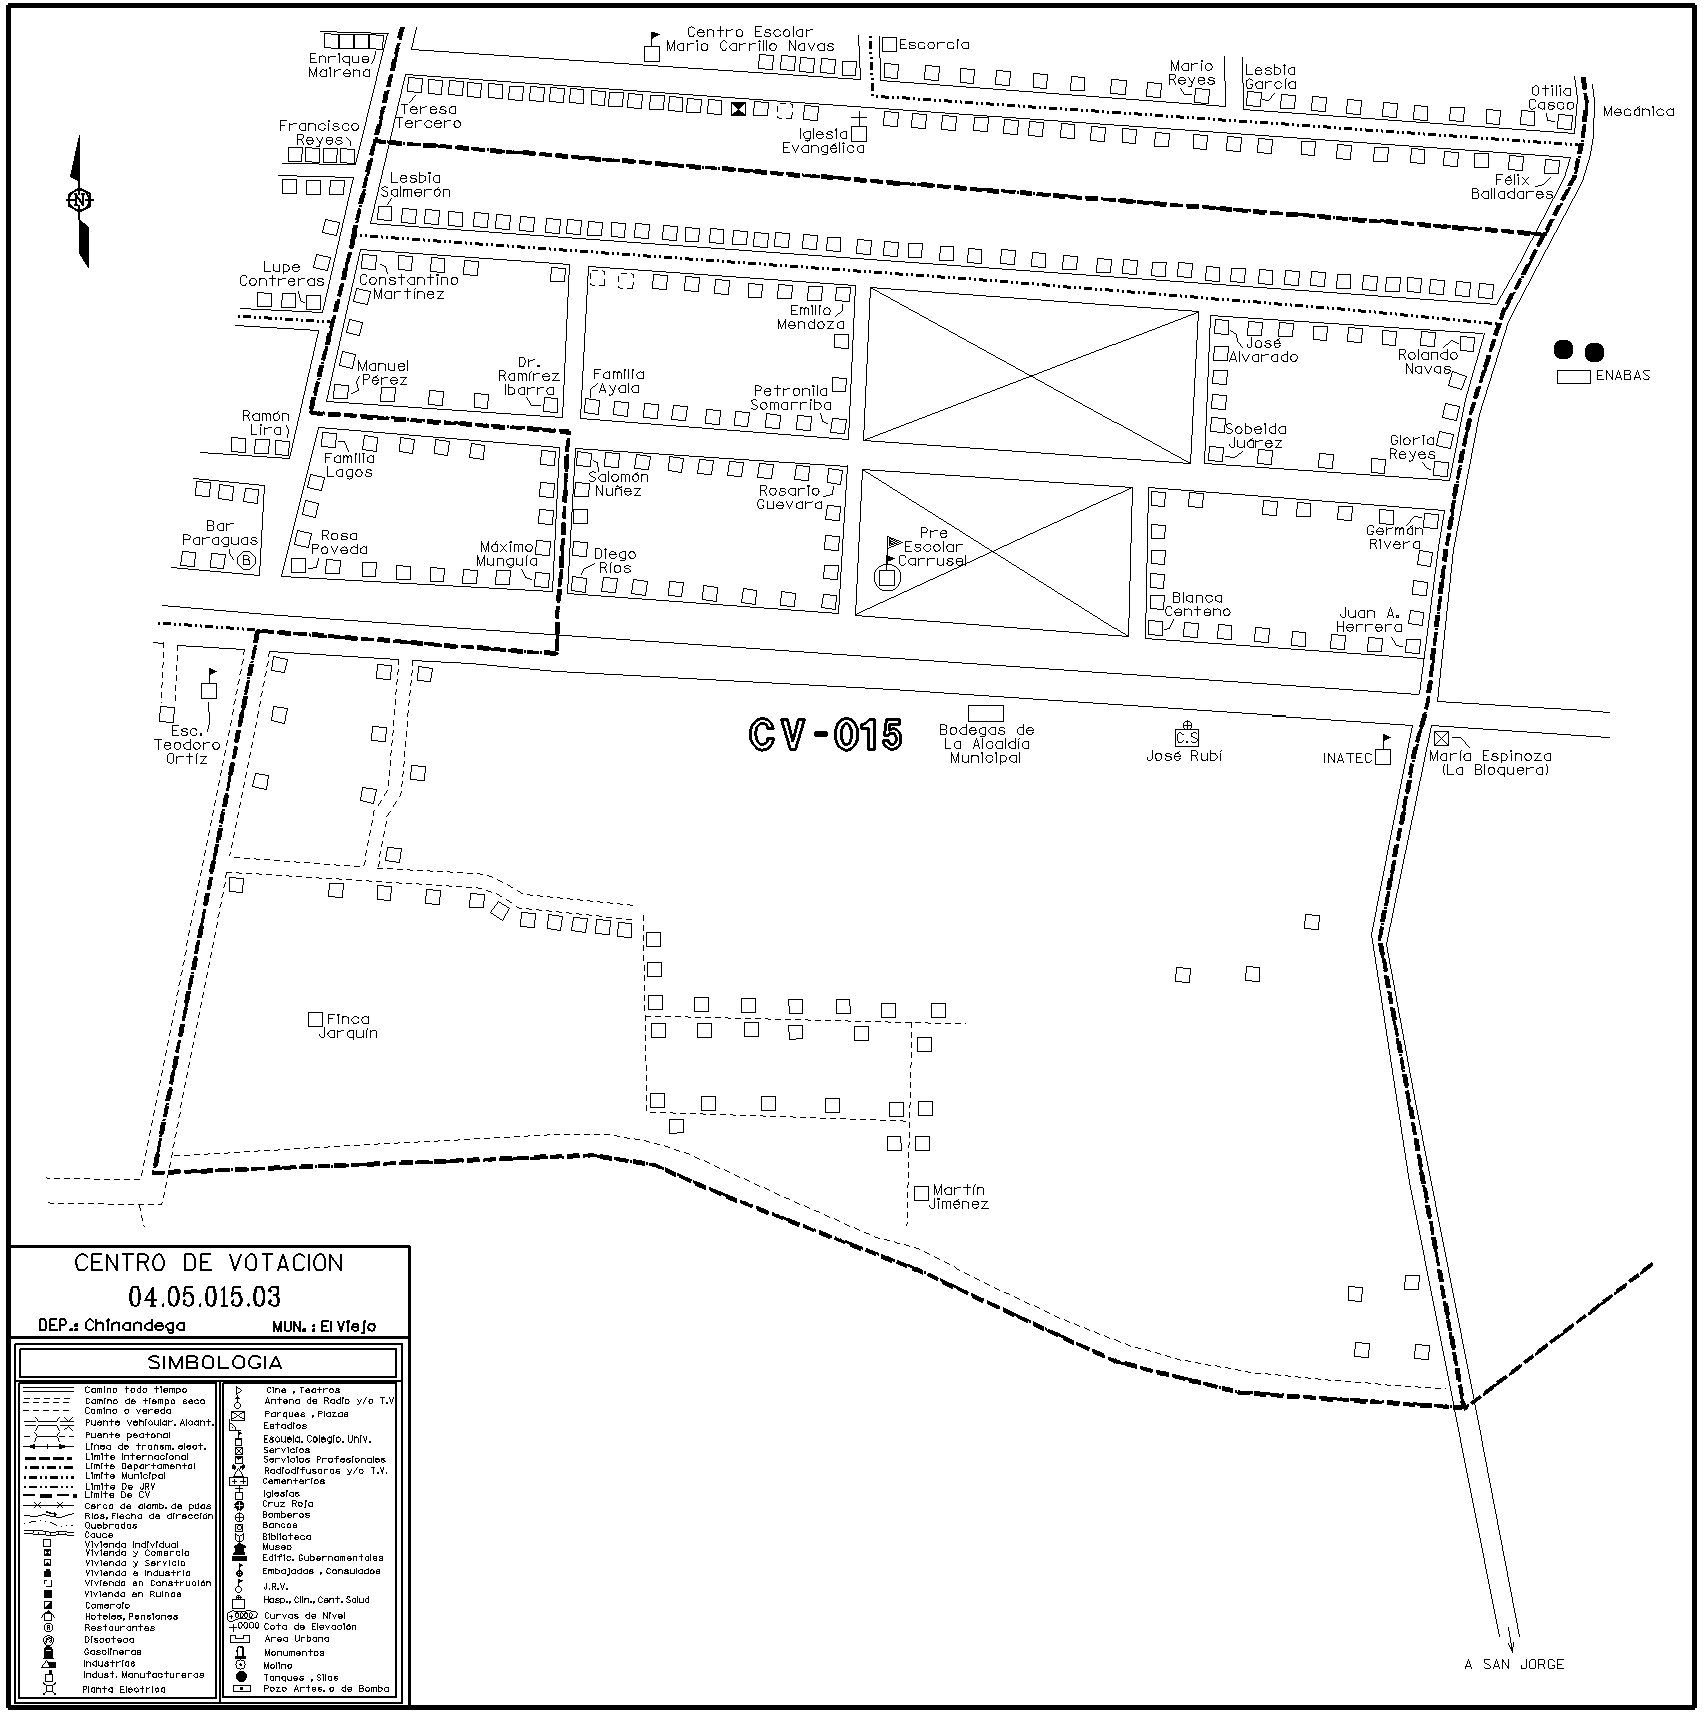 Centro Escolar
Mario Carrillo Navas
Escorcia
Enrique
Mairena
Mario
Reyes
Lesbia
García
Otilia
Casco
Mecánica
Teresa
Tercero
Francisco
Reyes
Iglesia
Evangélica
Félix
Balladares
N
Lesbia
Salmerón
Lupe
Contreras
Constantino
Martínez
Emilio
Mendoza
José
Alvarado
Rolando
Navas
ENABAS
Manuel
Pérez
Dr.
Ramírez
Ibarra
Familia
Ayala
Petronila
Somarriba
Ramón
Lira
Sobeida
Juárez
Gloria
Reyes
Familia
Lagos
Salomón
Nuñez
Rosario
Guevara
Bar
Paraguas
B
Rosa
Poveda
Máximo
Munguía
Diego
Ríos
Pre
Escolar
Carrusel
Germán
Rivera
Blanca
Centeno
Juan A.
Herrera
Esc.
Teodoro
Ortíz
CV-015
Bodegas de
La Alcaldía
Municipal
C.S
José Rubí
INATEC
María Espinoza
(La Bloquera)
Finca
Jarquín
Martín
Jiménez
A SAN JORGE
CENTRO DE VOTACION
04.05.015.03
DEP.: Chinandega
MUN. : El Viejo
SIMBOLOGIA
Camino todo tiempo
Camino de tiempo seco
Camino o vereda
Puente vehicular. Alcant.
Puente peatonal
Línea de transm. elect.
Limite Internacional
Limite Departamental
Limite Municipal
Limite De JRV
Limite De CV
Cerca de alamb. de púas
Ríos, Flecha de dirección
Quebradas
Cauce
Vivienda Individual
Vivienda y Comercio
Vivienda y Servicio
Vivienda e Industria
Vivienda en Construcción
Vivienda en Ruinas
Comercio
Hoteles, Pensiones
Restaurantes
Discoteca
Gasolineras
Industrias
Indust. Manufactureras
Planta Electrica
Cine , Teatros
Antena de Radio y/o T.V
Parques , Plazas
Estadios
Escuela, Colegio, Univ.
Servicios
Servicios Profesionales
Radiodifusoras y/o T.V.
Cementerios
Iglesias
Cruz Roja
Bomberos
Bancos
Biblioteca
Museo
Edific. Gubernamentales
Embajadas , Consulados
J.R.V.
Hosp., Clin., Cent. Salud
Curvas de Nivel
Cota de Elevación
Area Urbana
Monumentos
Molino
Tanques , Silos
Pozo Artes. o de Bomba